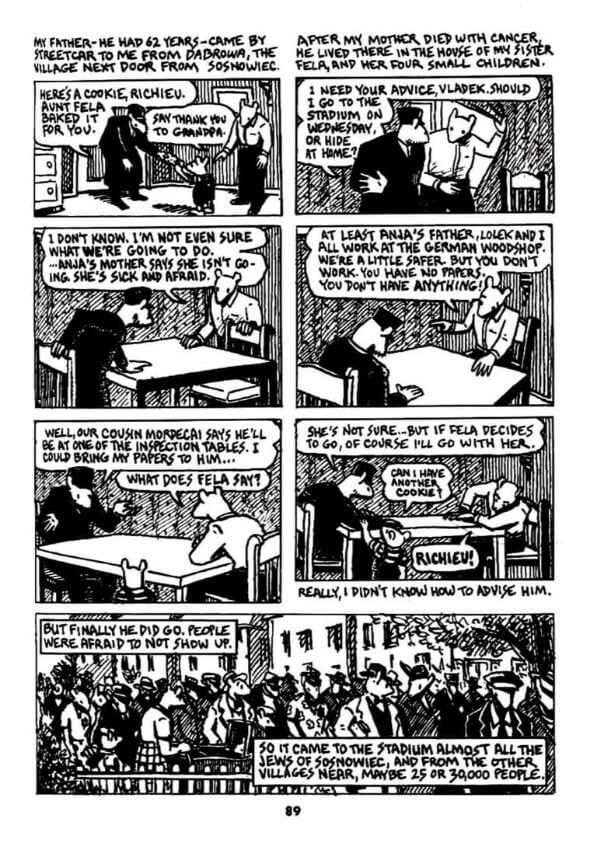 MY FATHER-HE HAD 62 YEARS-CAME BY
STREETCAR TO ME FROM DABROWA, THE
VILLAGE NEXT DOOR FROM SOSNOWIEC.
AFTER MY MOTHER DIED WITH CANCER,
HE LIVED THERE IN THE HOUSE OF MY SISTER
FELA, AND HER FOUR SMALL CHILDREN.
HERE'S A COOKIE, RICHIEU.
AUNT FELA
BAKED IT
FOR YOU.
SAY THANK YOU
TO GRANDPA.
I NEED YOUR ADVICE, VLADEK. SHOULD
I GO TO THE
STADIUM ON
WEDNESDAY,
OR HIDE
AT HOME?
I DON'T KNOW. I'M NOT EVEN SURE
WHAT WE'RE GOING TO DO.
...ANJA'S MOTHER SAYS SHE ISN'T GO-
ING. SHE'S SICK AND AFRAID.
AT LEAST ANJA'S FATHER, LOLEK AND I
ALL WORK AT THE GERMAN WOODSHOP.
WE'RE A LITTLE SAFER. BUT YOU DON'T
WORK. YOU HAVE NO PAPERS.
YOU DON'T HAVE ANYTHING!
WELL, OUR COUSIN MORDECAI SAYS HE'LL
BE AT ONE OF THE INSPECTION TABLES. I
COULD BRING MY PAPERS TO HIM...
WHAT DOES FELA SAY?
SHE'S NOT SURE...BUT IF FELA DECIDES
TO GO, OF COURSE I'LL GO WITH HER.
CAN I HAVE
ANOTHER
COOKIE?
RICHIEU!
REALLY, I DIDN'T KNOW HOW TO ADVISE HIM.
BUT FINALLY HE DID GO. PEOPLE
WERE AFRAID TO NOT SHOW UP.
SO IT CAME TO THE STADIUM ALMOST ALL THE
JEWS OF SOSNOWIEC, AND FROM THE OTHER
VILLAGES NEAR, MAYBE 25 OR 30,000 PEOPLE.
89